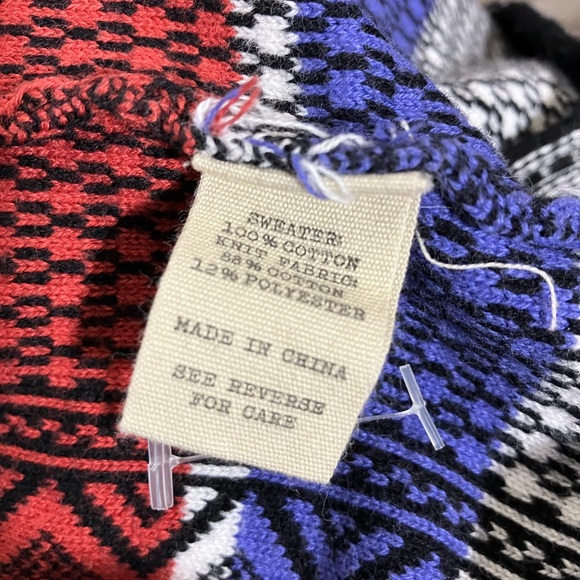 SWEATER:
100% COTTON
KNIT FABRIC:
88% COTTON
12% POLYESTER
MADE IN CHINA
SEE REVERSE
FOR CARE